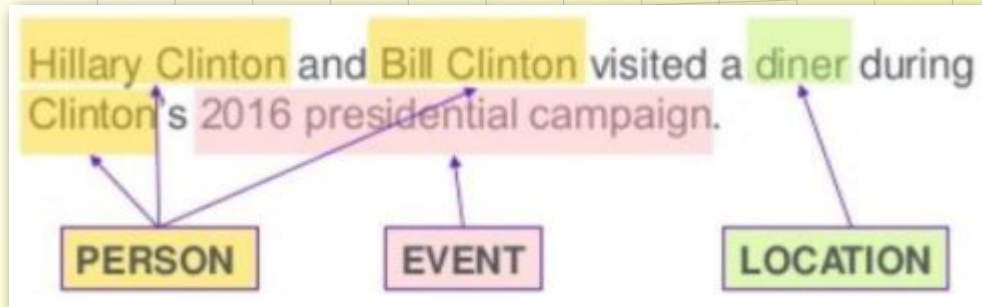 Hillary Clinton and Bill Clinton visited a diner during
Clinton's 2016 presidential campaign.
PERSON EVENT LOCATION